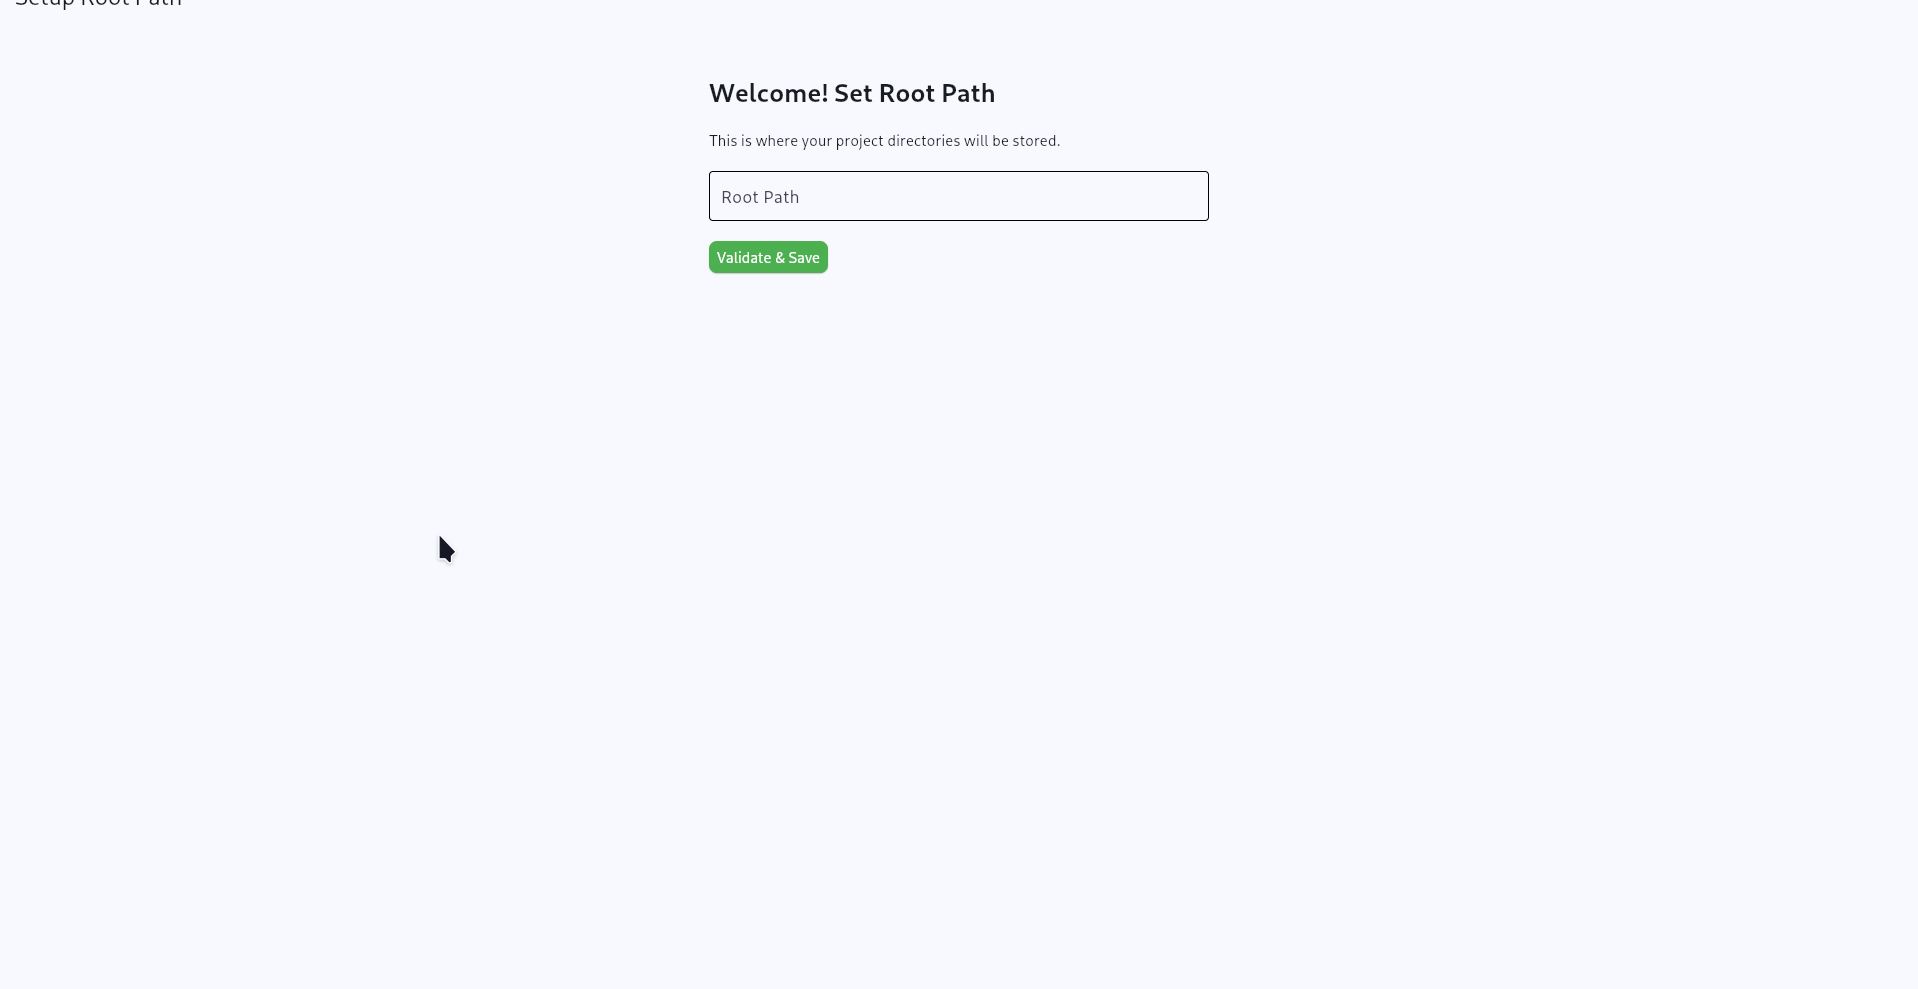 Setup Root Path
Welcome! Set Root Path
This is where your project directories will be stored.
Root Path
Validate & Save